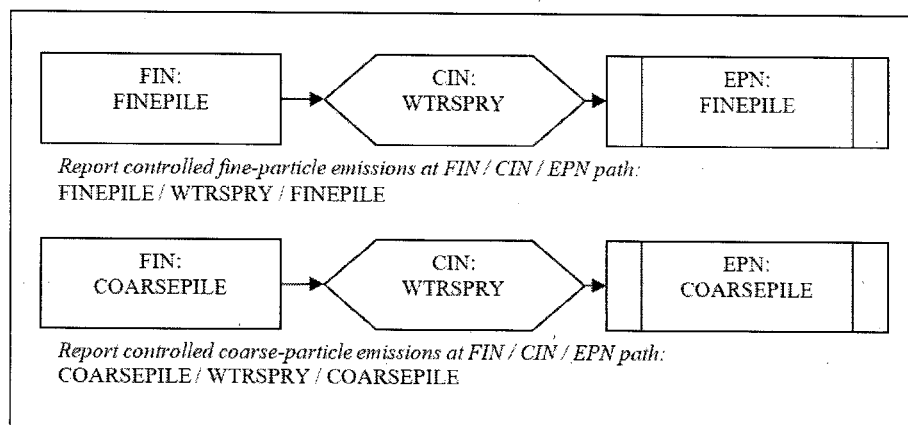 FIN:
FINEPILE
CIN:
WTRSPRY
EPN:
FINEPILE
Report controlled fine-particle emissions at FIN / CIN / EPN path:
FINEPILE / WTRSPRY / FINEPILE
FIN:
COARSEPILE
CIN:
WTRSPRY
EPN:
COARSEPILE
Report controlled coarse-particle emissions at FIN / CIN / EPN path:
COARSEPILE / WTRSPRY / COARSEPILE